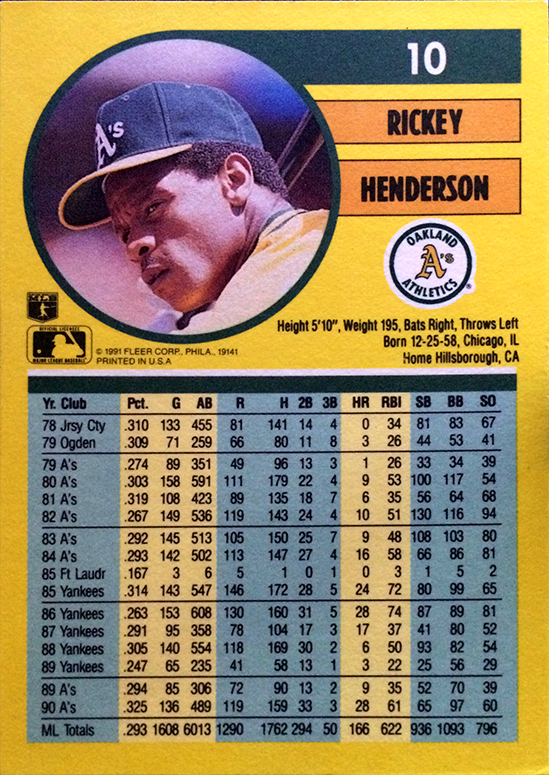 10
RICKEY
HENDERSON
A's
OAKLAND
A's
ATHLETICS ®
Height 5'10", Weight 195, Bats Right, Throws Left
Born 12-25-58, Chicago, IL
Home Hillsborough, CA
OFFICIAL LICENSEE
MAJOR LEAGUE BASEBALL
© 1991 FLEER CORP., PHILA., 19141
PRINTED IN U.S.A
Yr. Club Pct. G AB R H 2B 3B HR RBI SB BB SO
78 Jrsy Cty .310 133 455 81 141 14 4 0 34 81 83 67
79 Ogden .309 71 259 66 80 11 8 3 26 44 53 41
79 A's .274 89 351 49 96 13 3 1 26 33 34 39
80 A's .303 158 591 111 179 22 4 9 53 100 117 54
81 A's .319 108 423 89 135 18 7 6 35 56 64 68
82 A's .267 149 536 119 143 24 4 10 51 130 116 94
83 A's .292 145 513 105 150 25 7 9 48 108 103 80
84 A's .293 142 502 113 147 27 4 16 58 66 86 81
85 Ft Laudr .167 3 6 5 1 0 1 0 3 1 5 2
85 Yankees .314 143 547 146 172 28 5 24 72 80 99 65
86 Yankees .263 153 608 130 160 31 5 28 74 87 89 81
87 Yankees .291 95 358 78 104 17 3 17 37 41 80 52
88 Yankees .305 140 554 118 169 30 2 6 50 93 82 54
89 Yankees .247 65 235 41 58 13 1 3 22 25 56 29
89 A's .294 85 306 72 90 13 2 9 35 52 70 39
90 A's .325 136 489 119 159 33 3 28 61 65 97 60
ML Totals .293 1608 6013 1290 1762 294 50 166 622 936 1093 796